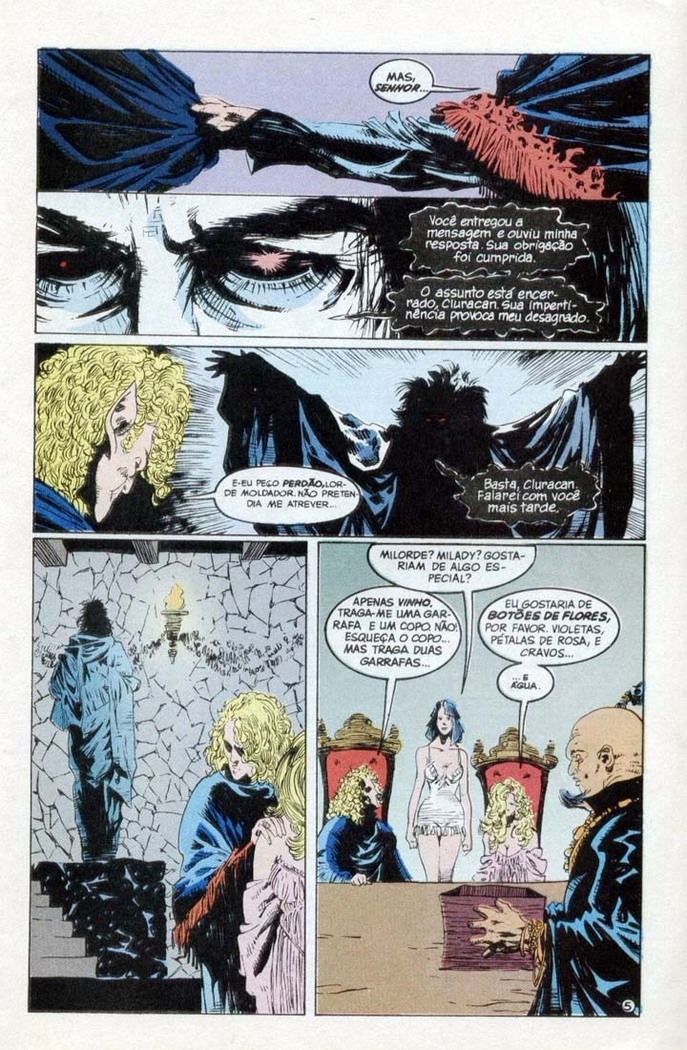 MAS,
SENHOR...
Você entregou a
mensagem e ouviu minha
resposta. Sua obrigação
foi cumprida.
O assunto está encer-
rado, Cluracan. Sua imperti-
nência provoca meu desagrado.
E-EU PEÇO PERDÃO, LOR-
DE MOLDADOR. NÃO PRETEN-
DIA ME ATREVER...
Basta, Cluracan.
Falarei com você
mais tarde.
MILORDE? MILADY? GOSTA-
RIAM DE ALGO ES-
PECIAL?
APENAS VINHO.
TRAGA-ME UMA GAR-
RAFA E UM COPO. NÃO!
ESQUEÇA O COPO...
MAS TRAGA DUAS
GARRAFAS...
EU GOSTARIA DE
BOTÕES DE FLORES,
POR FAVOR. VIOLETAS,
PÉTALAS DE ROSA, E
CRAVOS...
...E
ÁGUA.
5